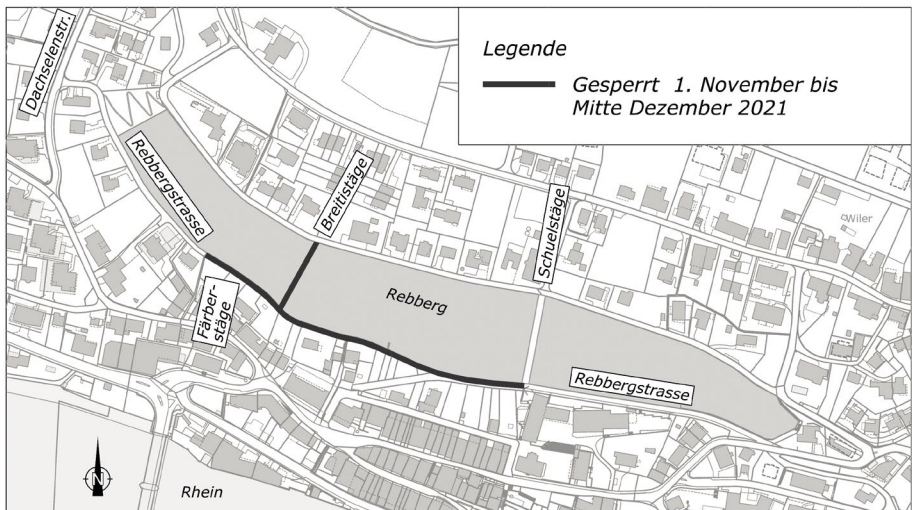 Legende
Gesperrt 1. November bis
Mitte Dezember 2021
Dachselenstr.
Rebbergstrasse
Breitistäge
Schuelstäge
Wiler
Färber-
stäge
Rebberg
Rebbergstrasse
N
Rhein